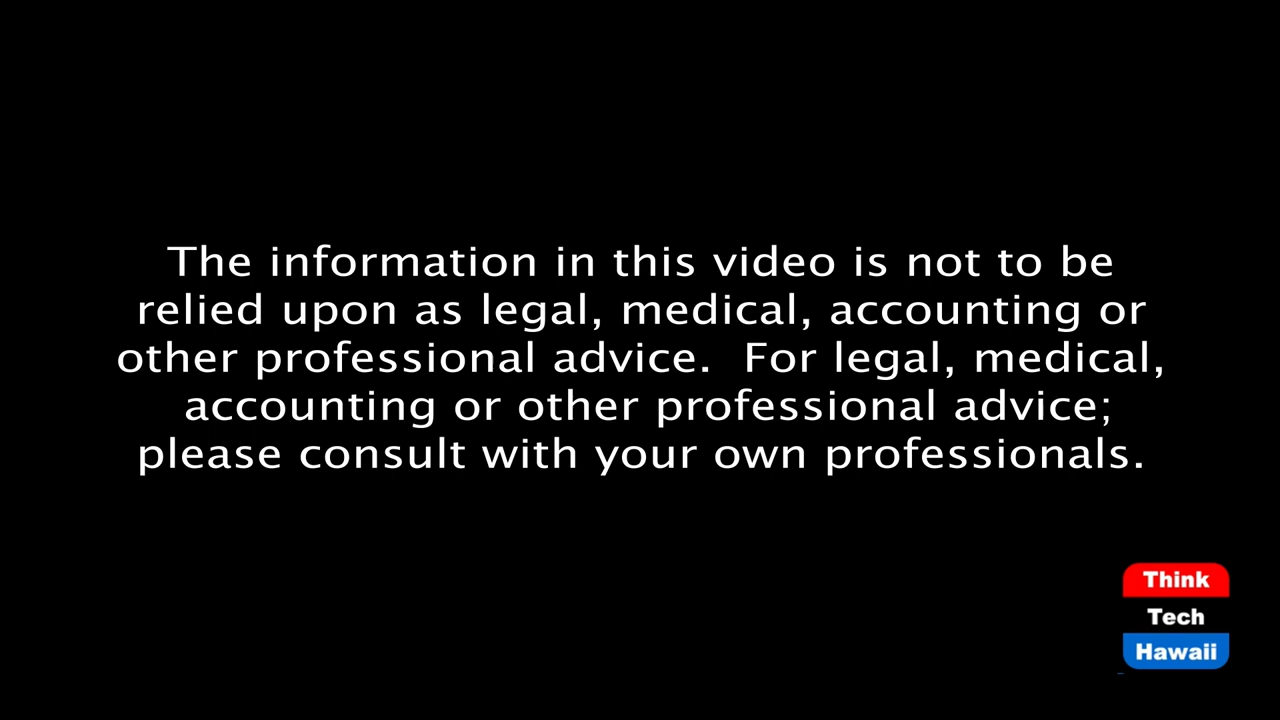 The information in this video is not to be
relied upon as legal, medical, accounting or
other professional advice.  For legal, medical,
accounting or other professional advice;
please consult with your own professionals.
Think
Tech
Hawaii